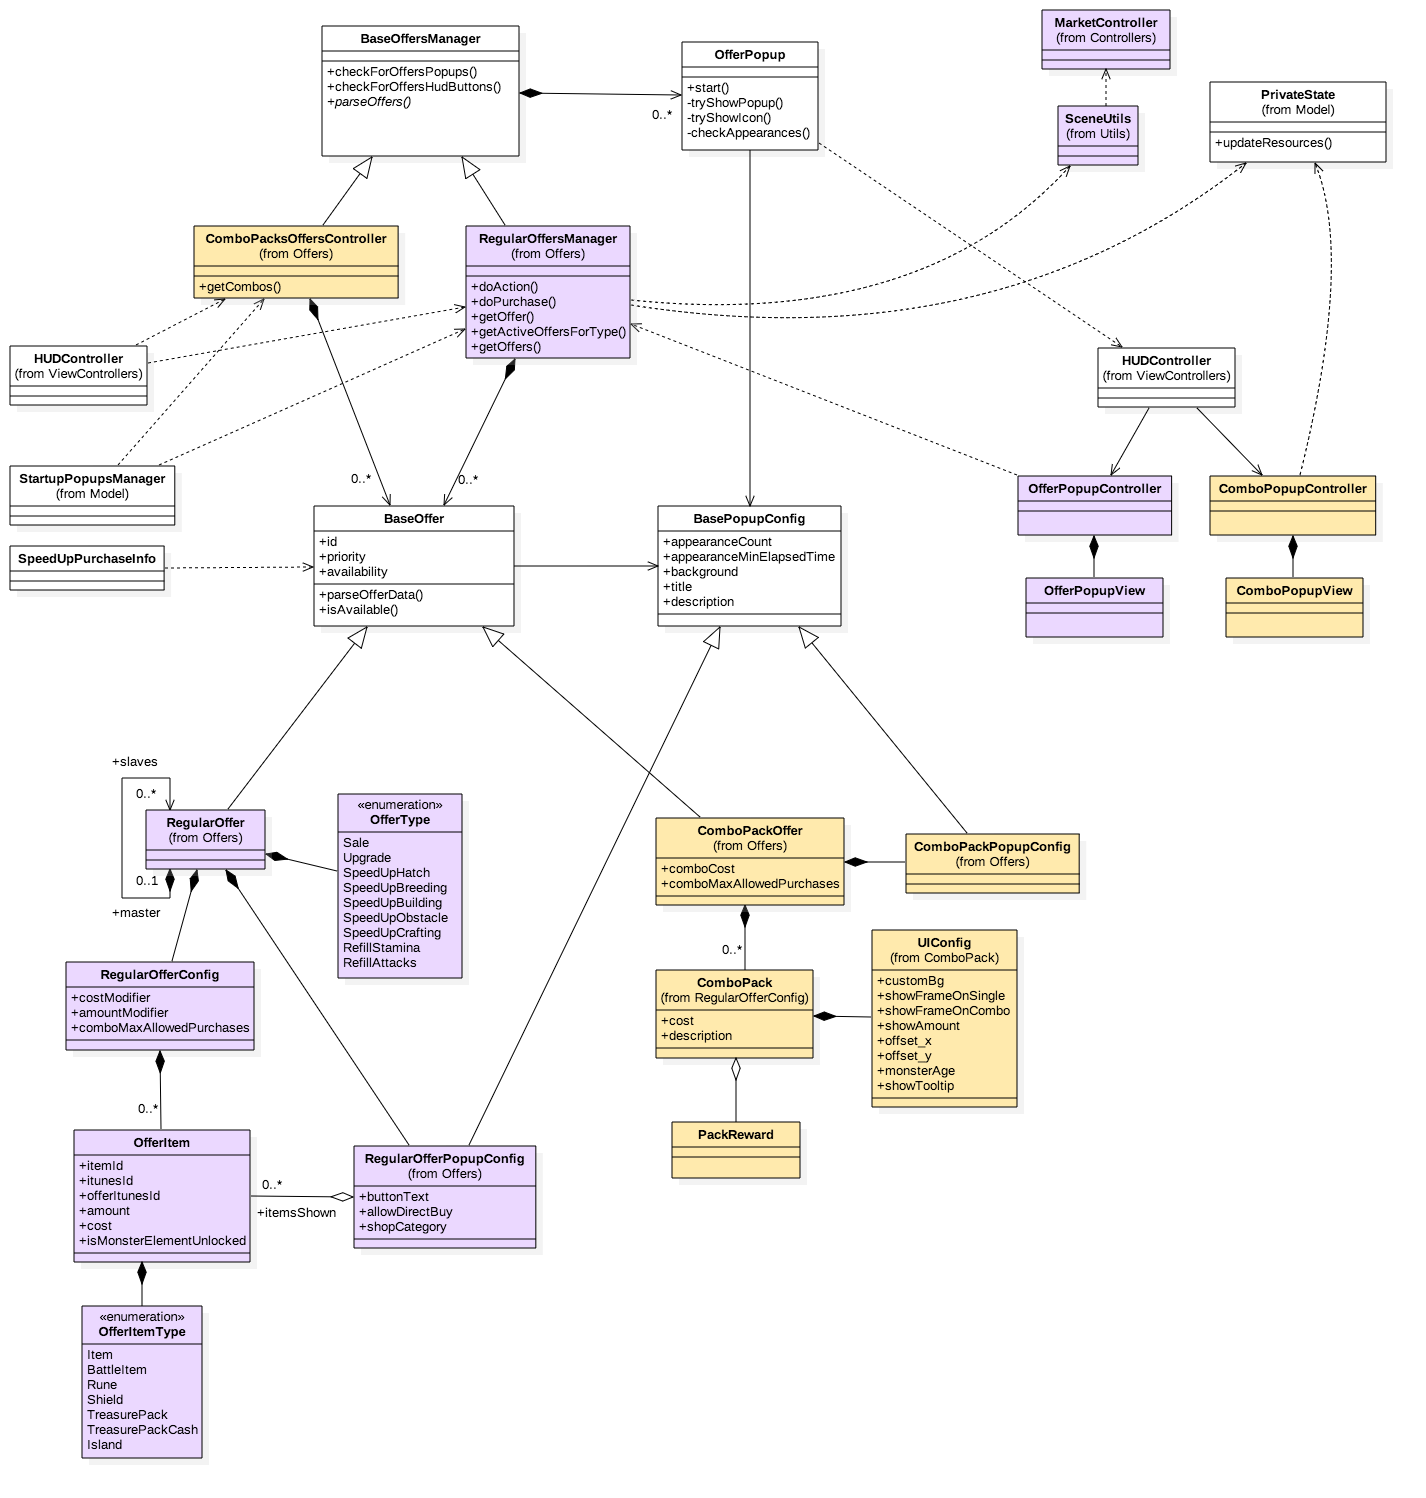 BaseOffersManager
+checkForOffersPopups()
+checkForOffersHudButtons()
+parseOffers()
0..*
OfferPopup
+start()
-tryShowPopup()
-tryShowIcon()
-checkAppearances()
MarketController
(from Controllers)
SceneUtils
(from Utils)
PrivateState
(from Model)
+updateResources()
ComboPacksOffersController
(from Offers)
+getCombos()
RegularOffersManager
(from Offers)
+doAction()
+doPurchase()
+getOffer()
+getActiveOffersForType()
+getOffers()
HUDController
(from ViewControllers)
HUDController
(from ViewControllers)
StartupPopupsManager
(from Model)
0..*
0..*
OfferPopupController
ComboPopupController
SpeedUpPurchaseInfo
BaseOffer
+id
+priority
+availability
+parseOfferData()
+isAvailable()
BasePopupConfig
+appearanceCount
+appearanceMinElapsedTime
+background
+title
+description
OfferPopupView
ComboPopupView
+slaves
0..*
RegularOffer
(from Offers)
0..1
+master
«enumeration»
OfferType
Sale
Upgrade
SpeedUpHatch
SpeedUpBreeding
SpeedUpBuilding
SpeedUpObstacle
SpeedUpCrafting
RefillStamina
RefillAttacks
ComboPackOffer
(from Offers)
+comboCost
+comboMaxAllowedPurchases
ComboPackPopupConfig
(from Offers)
0..*
RegularOfferConfig
+costModifier
+amountModifier
+comboMaxAllowedPurchases
ComboPack
(from RegularOfferConfig)
+cost
+description
UIConfig
(from ComboPack)
+customBg
+showFrameOnSingle
+showFrameOnCombo
+showAmount
+offset_x
+offset_y
+monsterAge
+showTooltip
0..*
PackReward
OfferItem
+itemId
+itunesId
+offerItunesId
+amount
+cost
+isMonsterElementUnlocked
0..*
+itemsShown
RegularOfferPopupConfig
(from Offers)
+buttonText
+allowDirectBuy
+shopCategory
«enumeration»
OfferItemType
Item
BattleItem
Rune
Shield
TreasurePack
TreasurePackCash
Island